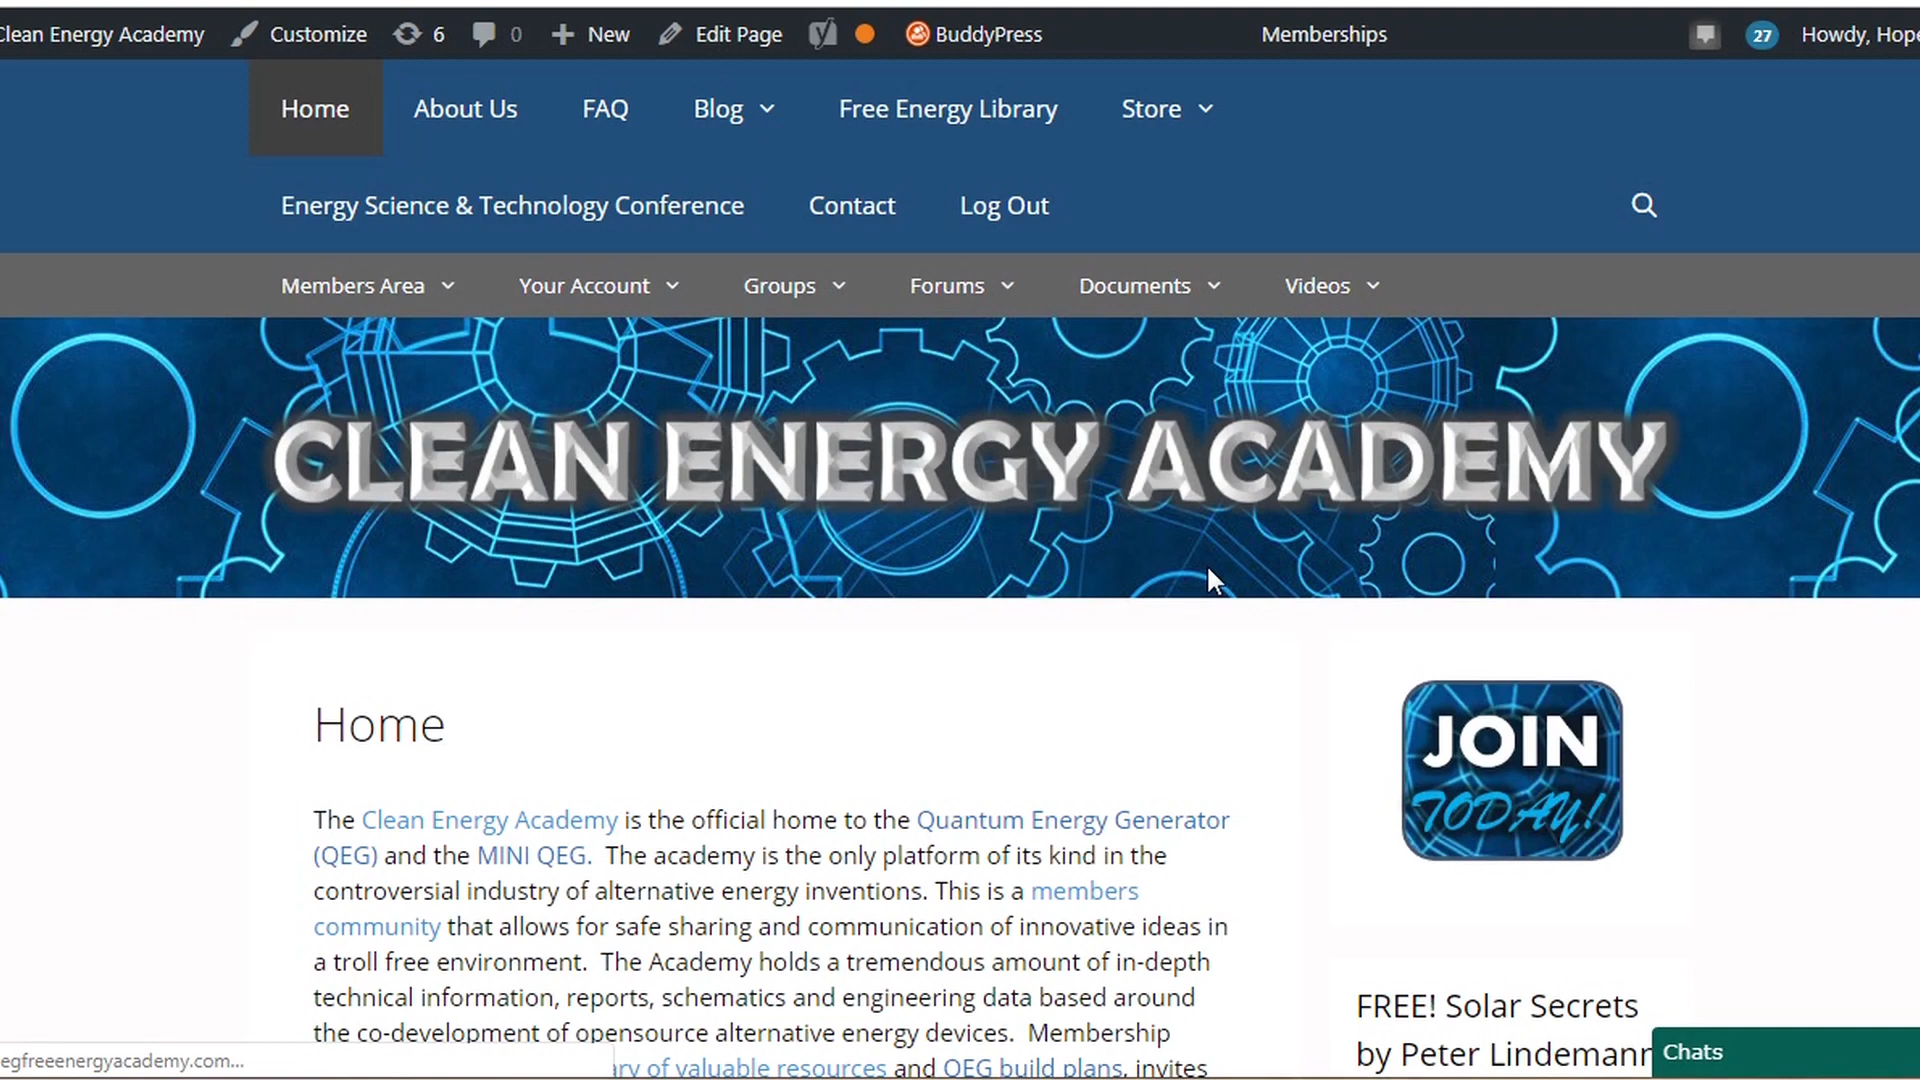 Clean Energy Academy Customize 6 0 New Edit Page BuddyPress Memberships 27 Howdy, Hope
Home About Us FAQ Blog Free Energy Library Store
Energy Science & Technology Conference Contact Log Out
Members Area Your Account Groups Forums Documents Videos
CLEAN ENERGY ACADEMY
Home
The Clean Energy Academy is the official home to the Quantum Energy Generator
(QEG) and the MINI QEG. The academy is the only platform of its kind in the
controversial industry of alternative energy inventions. This is a members
community that allows for safe sharing and communication of innovative ideas in
a troll free environment. The Academy holds a tremendous amount of in-depth
technical information, reports, schematics and engineering data based around
the co-development of opensource alternative energy devices. Membership
ary of valuable resources and QEG build plans, invites
JOIN
TODAY!
FREE! Solar Secrets
by Peter Lindemann
Chats
egfreeenergyacademy.com...